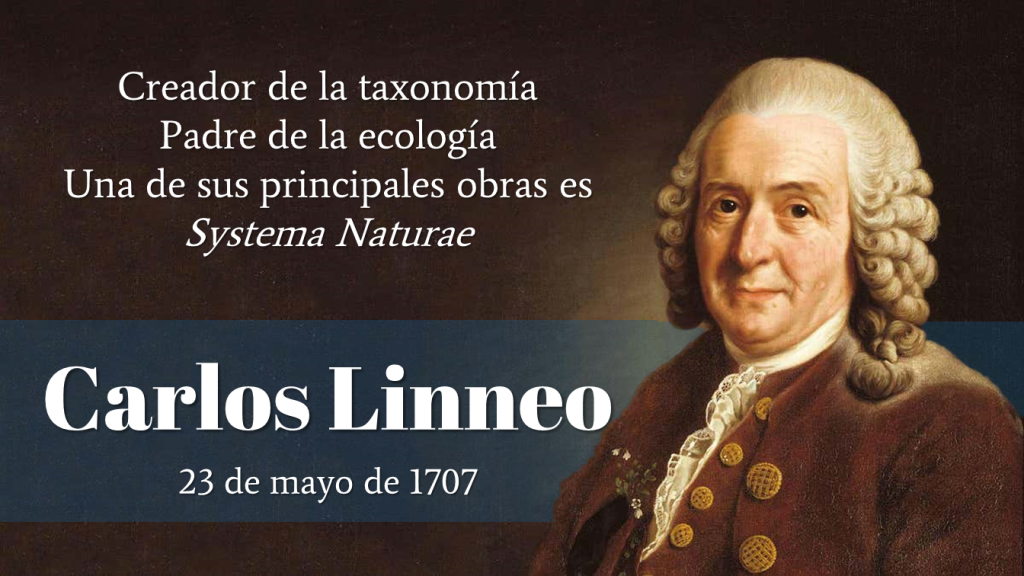 Creador de la taxonomía
Padre de la ecología
Una de sus principales obras es
Systema Naturae
Carlos Linneo
23 de mayo de 1707